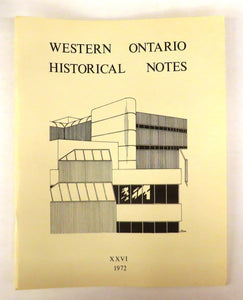 WESTERN ONTARIO
HISTORICAL NOTES
XXVI
1972